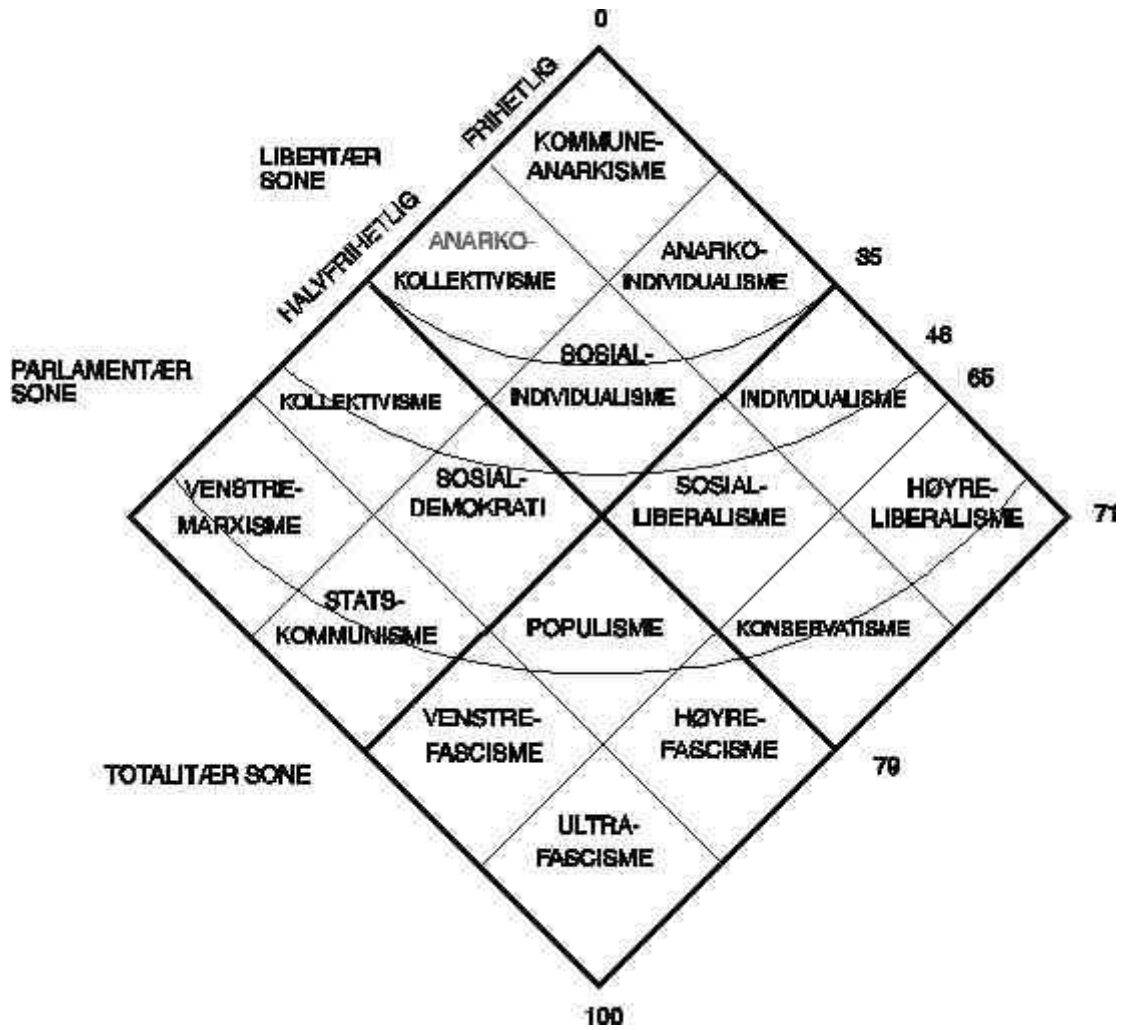 0
FRIHETLIG
LIBERTÆR
SONE
KOMMUNE-
ANARKISME
HALVFRIHETLIG
ANARKO-
KOLLEKTIVISME
ANARKO-
INDIVIDUALISME
35
PARLAMENTÆR
SONE
46
65
KOLLEKTIVISME
SOSIAL-
INDIVIDUALISME
INDIVIDUALISME
VENSTRE-
MARXISME
SOSIAL-
DEMOKRATI
SOSIAL-
LIBERALISME
HØYRE-
LIBERALISME
71
STATS-
KOMMUNISME
POPULISME
KONSERVATISME
VENSTRE-
FASCISME
HØYRE-
FASCISME
TOTALITÆR SONE
79
ULTRA-
FASCISME
100